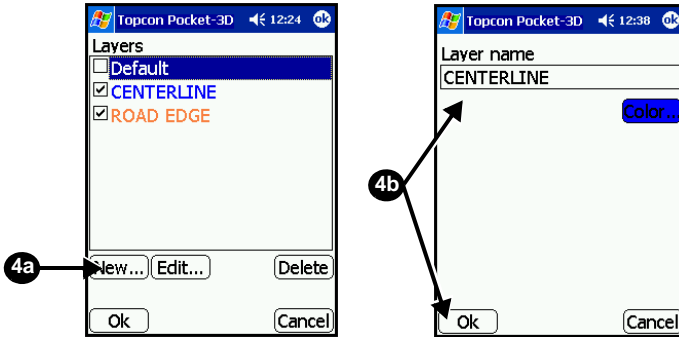 Topcon Pocket-3D 12:24 ok
Layers
Default
CENTERLINE
ROAD EDGE
4a
New... Edit... Delete
Ok Cancel
Topcon Pocket-3D 12:38 ok
Layer name
CENTERLINE
Color...
4b
Ok Cancel